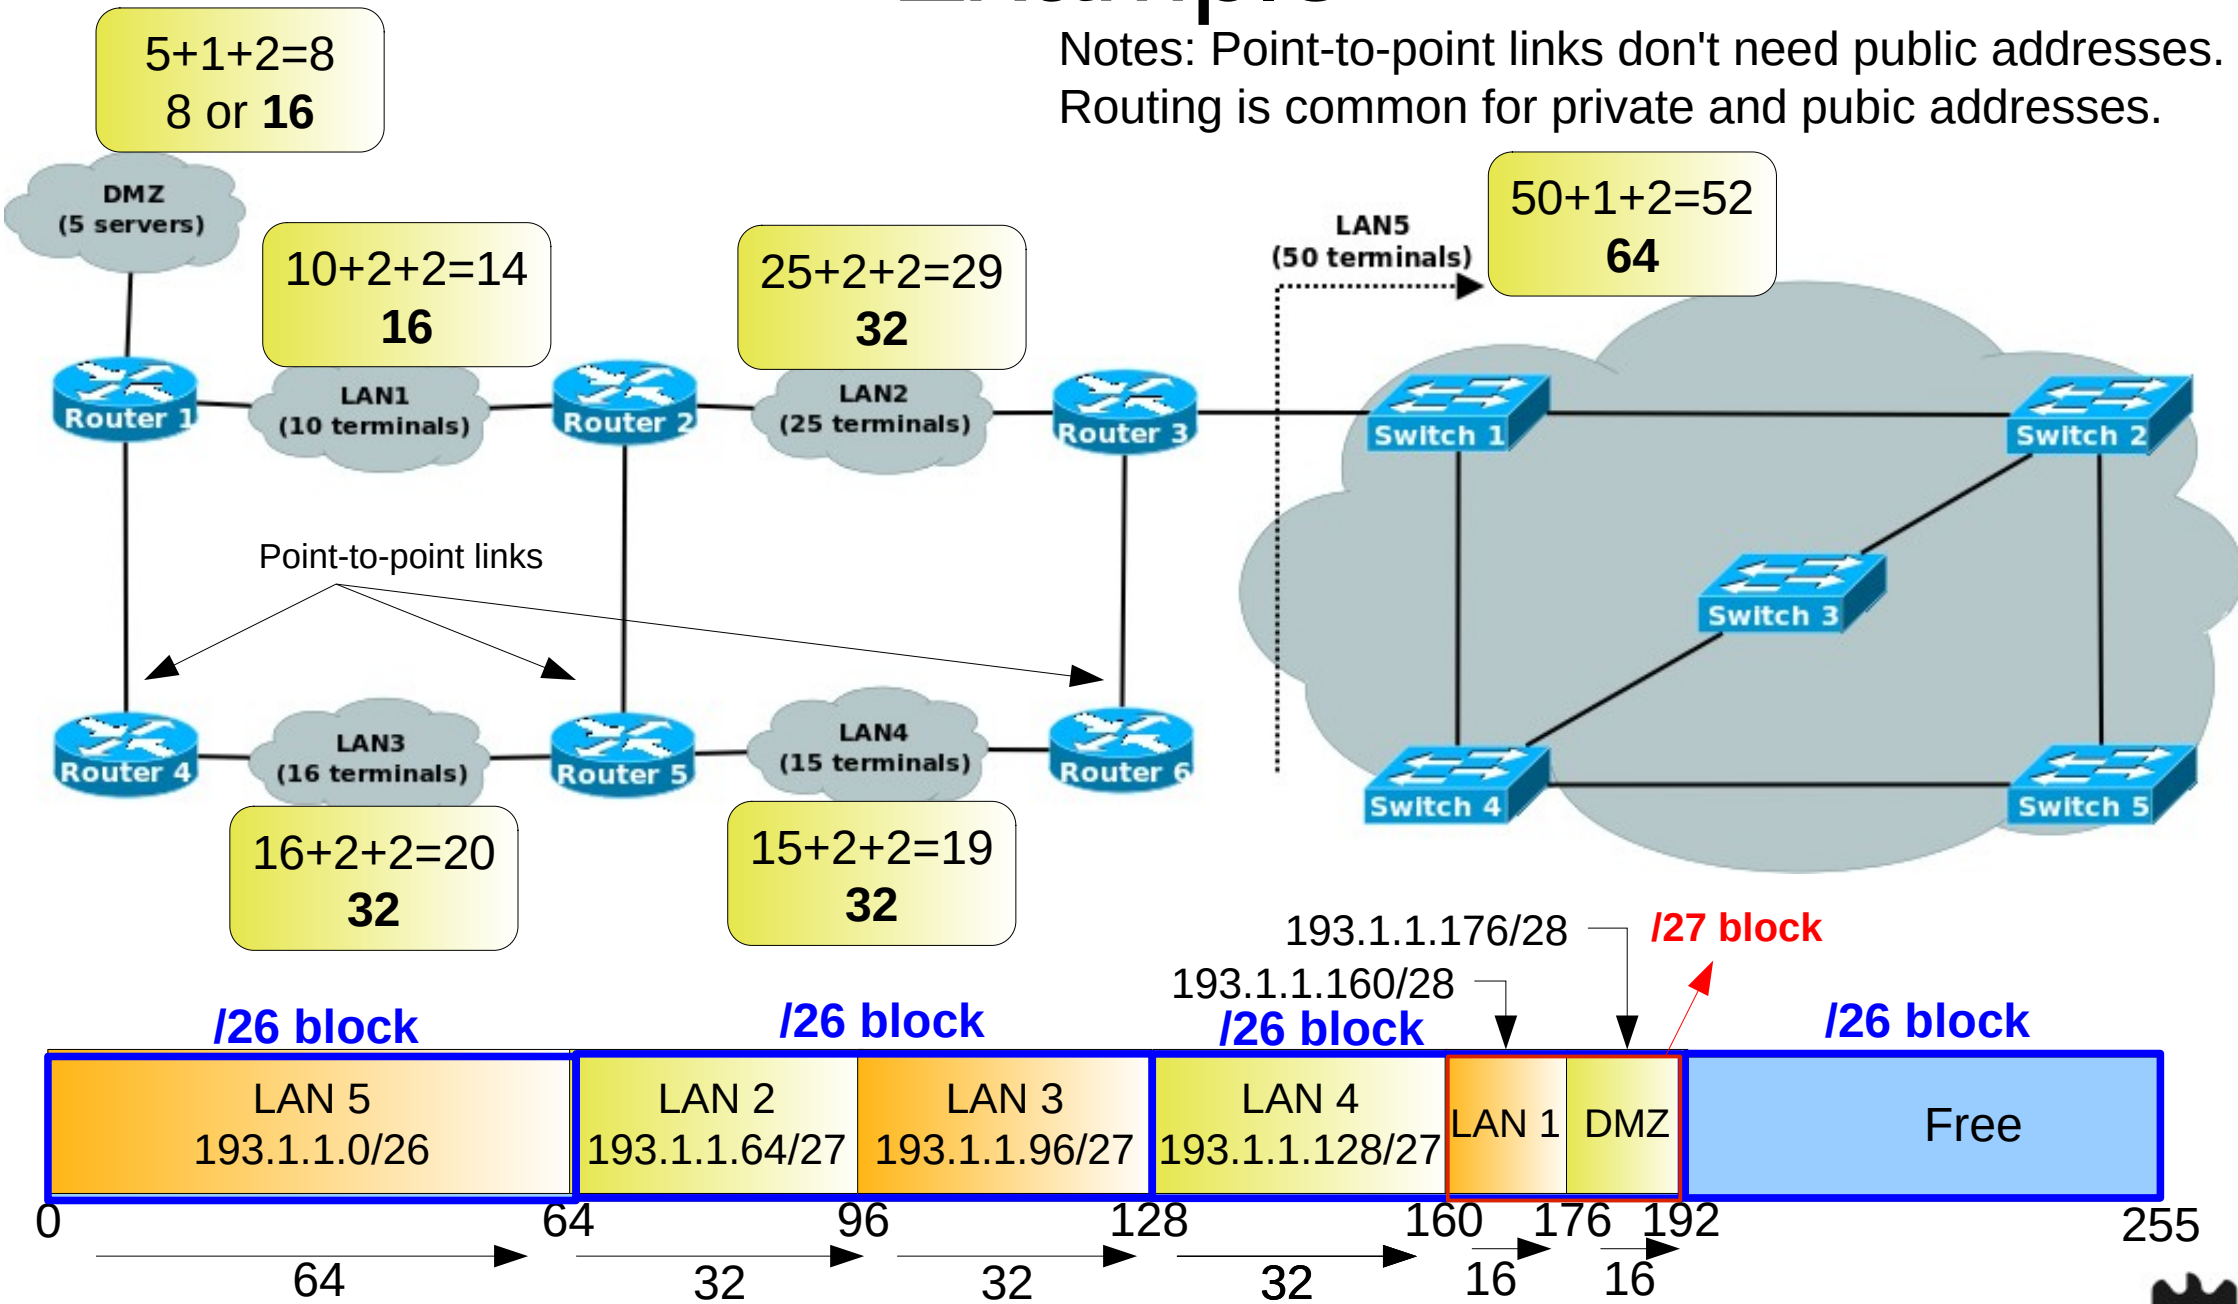 Notes: Point-to-point links don't need public addresses.
Routing is common for private and pubic addresses.
5+1+2=8
8 or 16
DMZ
(5 servers)
10+2+2=14
16
25+2+2=29
32
LAN5
(50 terminals)
50+1+2=52
64
Router 1
LAN1
(10 terminals)
Router 2
LAN2
(25 terminals)
Router 3
Switch 1
Switch 2
Point-to-point links
Switch 3
Router 4
LAN3
(16 terminals)
Router 5
LAN4
(15 terminals)
Router 6
Switch 4
Switch 5
16+2+2=20
32
15+2+2=19
32
193.1.1.176/28
/27 block
193.1.1.160/28
/26 block
/26 block
/26 block
/26 block
LAN 5
193.1.1.0/26
LAN 2
193.1.1.64/27
LAN 3
193.1.1.96/27
LAN 4
193.1.1.128/27
LAN 1
DMZ
Free
0
64
96
128
160
176
192
255
64
32
32
32
16
16